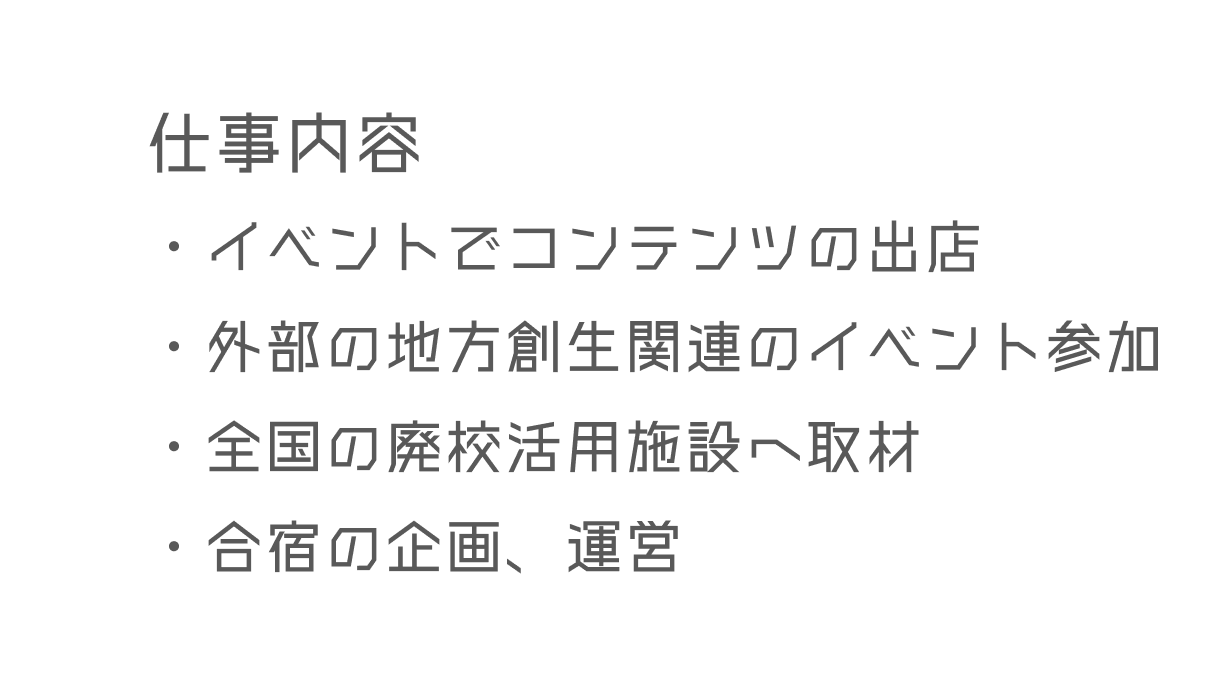 仕事内容
・イベントでコンテンツの出店
・外部の地方創生関連のイベント参加
・全国の廃校活用施設へ取材
・合宿の企画、運営